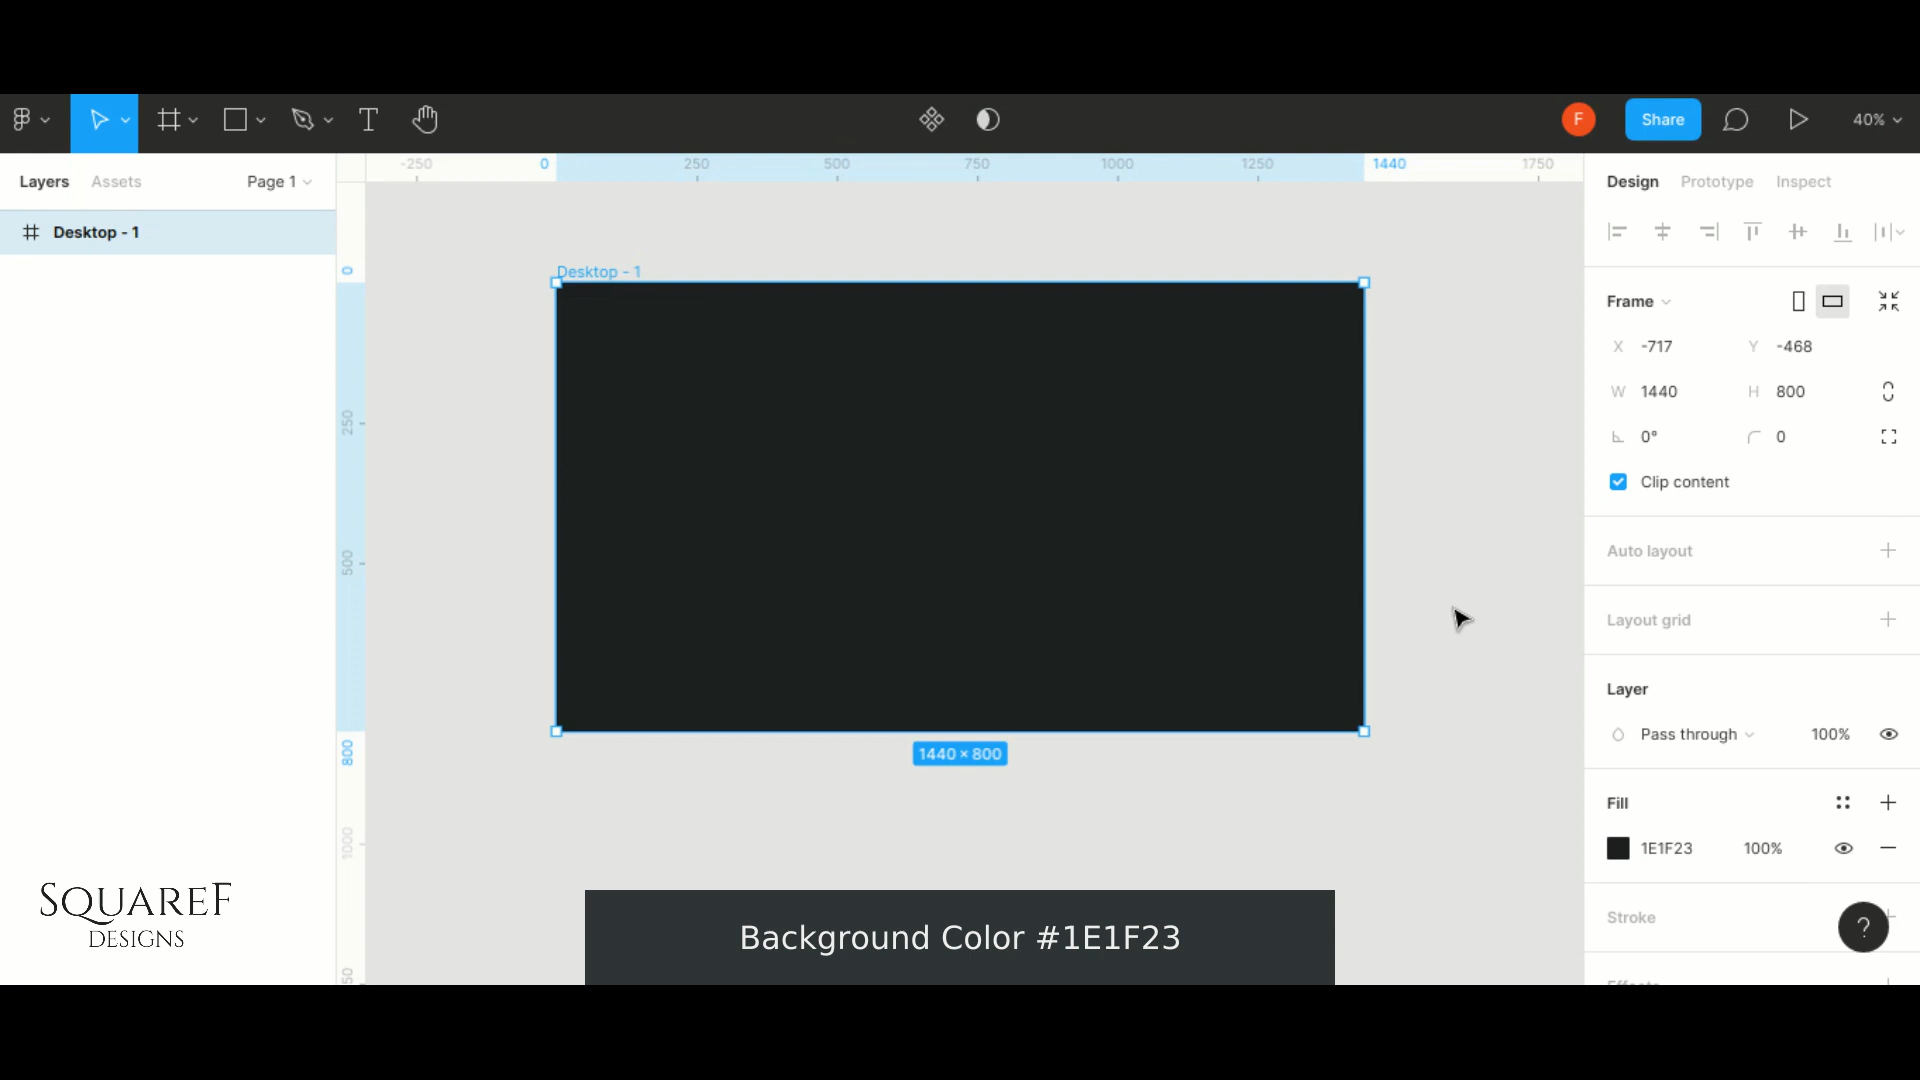 F
Share
40%
Layers
Assets
Page 1
-250
0
250
500
750
1000
1250
1440
1750
Design
Prototype
Inspect
Desktop - 1
0
250
500
800
1000
50
Desktop - 1
1440 × 800
Frame
X -717
Y -468
W 1440
H 800
0°
0
Clip content
Auto layout
Layout grid
Layer
Pass through
100%
Fill
1E1F23
100%
Stroke
?
Effects
SQUAREF
DESIGNS
Background Color #1E1F23